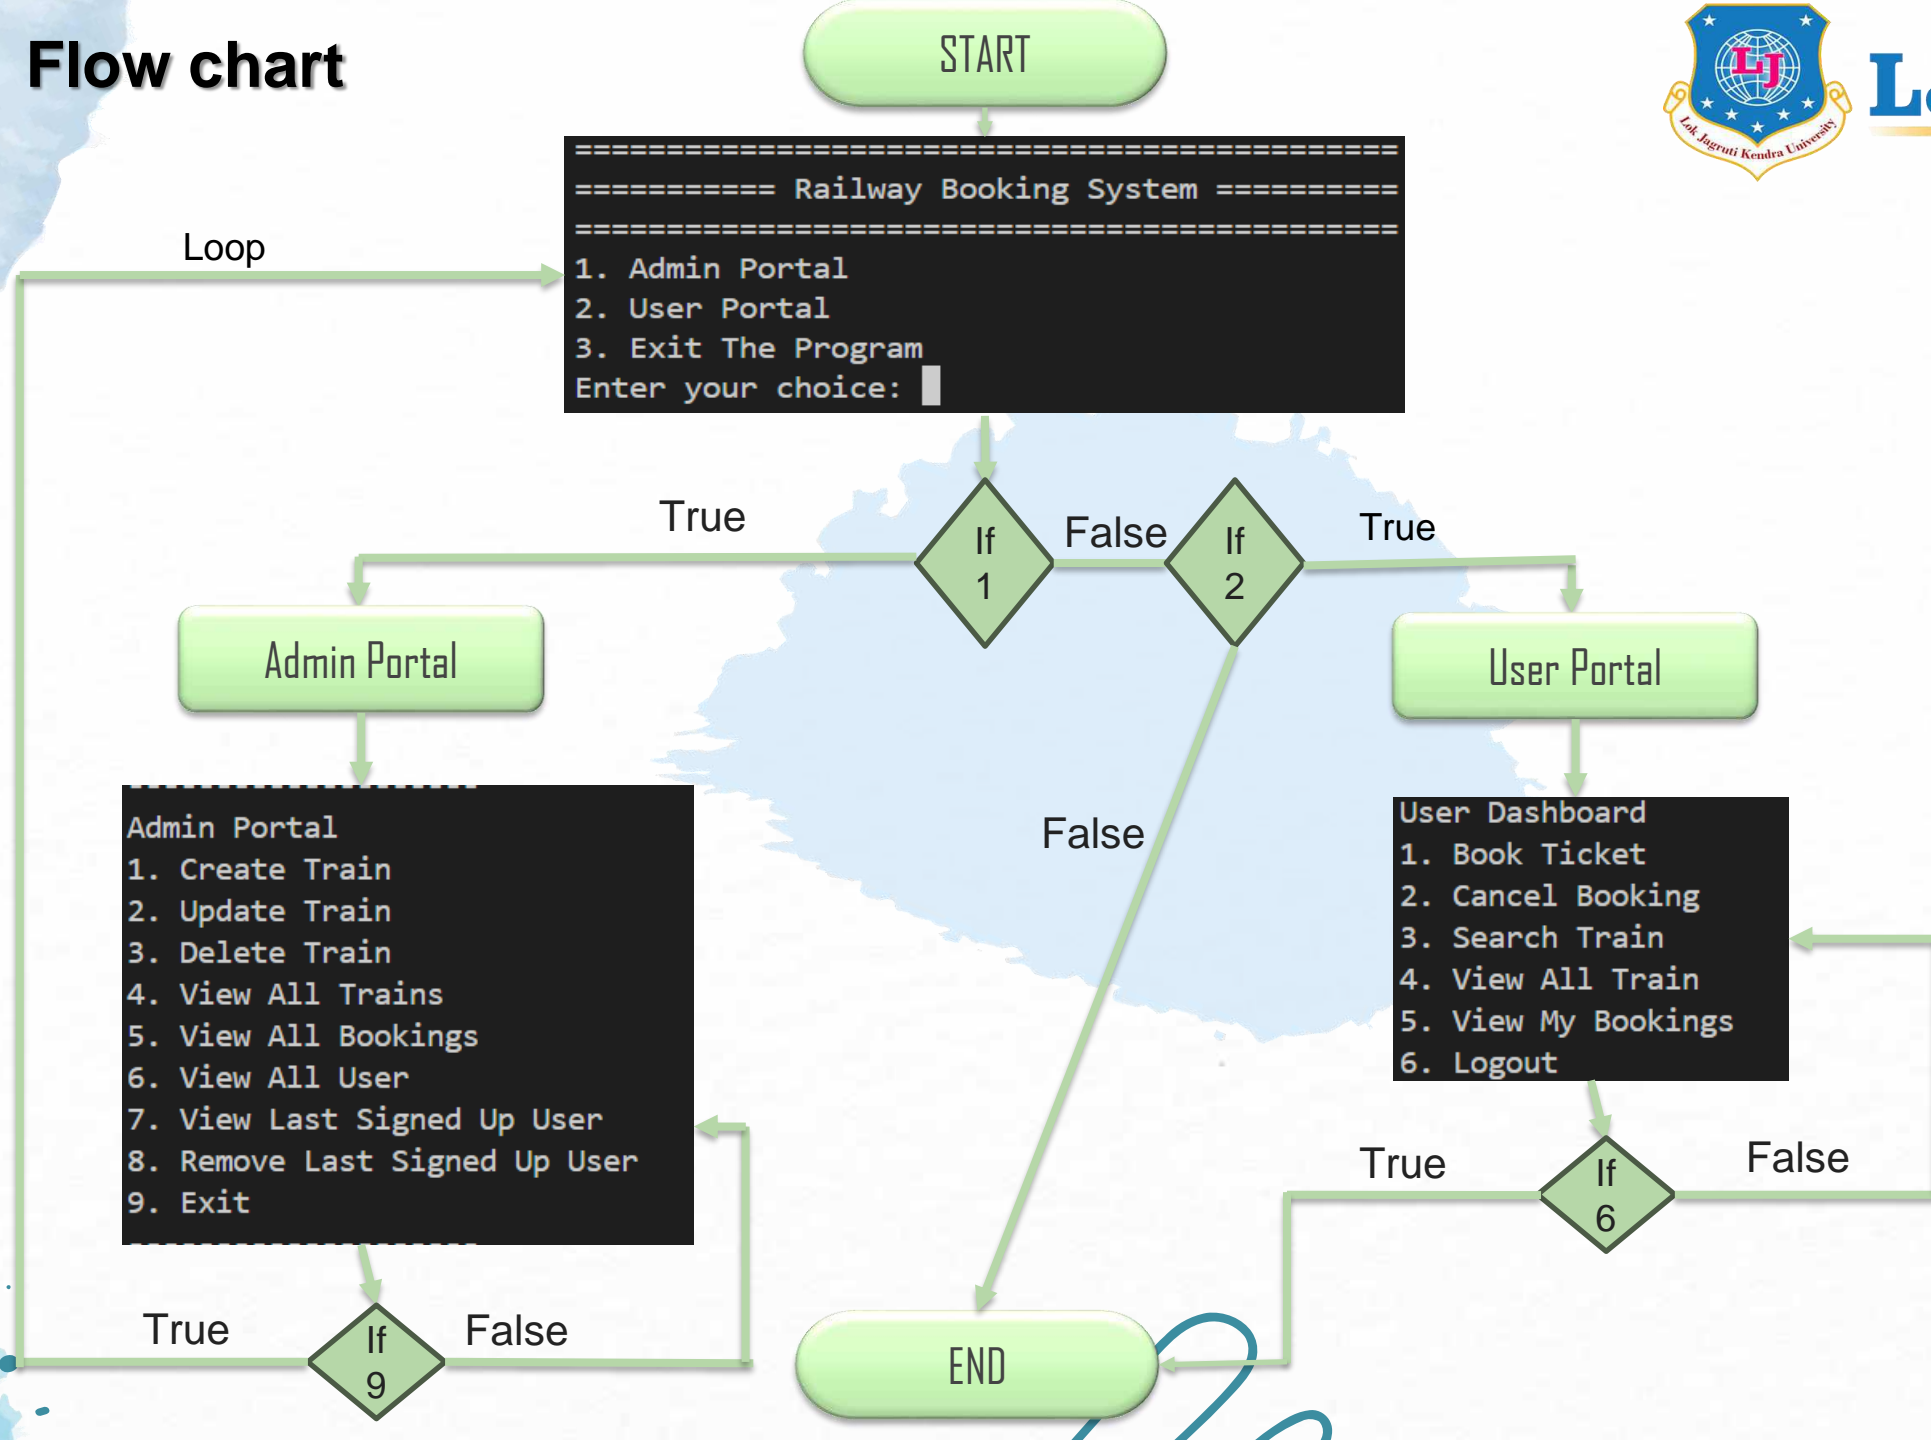 Flow chart
START
LJ
Lok Jagruti Kendra University
=============================================
=========== Railway Booking System ==========
=============================================
1. Admin Portal
2. User Portal
3. Exit The Program
Enter your choice:
Loop
True
If
1
False
If
2
True
Admin Portal
User Portal
False
--------------------
Admin Portal
1. Create Train
2. Update Train
3. Delete Train
4. View All Trains
5. View All Bookings
6. View All User
7. View Last Signed Up User
8. Remove Last Signed Up User
9. Exit
--------------------
User Dashboard
1. Book Ticket
2. Cancel Booking
3. Search Train
4. View All Train
5. View My Bookings
6. Logout
True
If
6
False
True
If
9
False
END